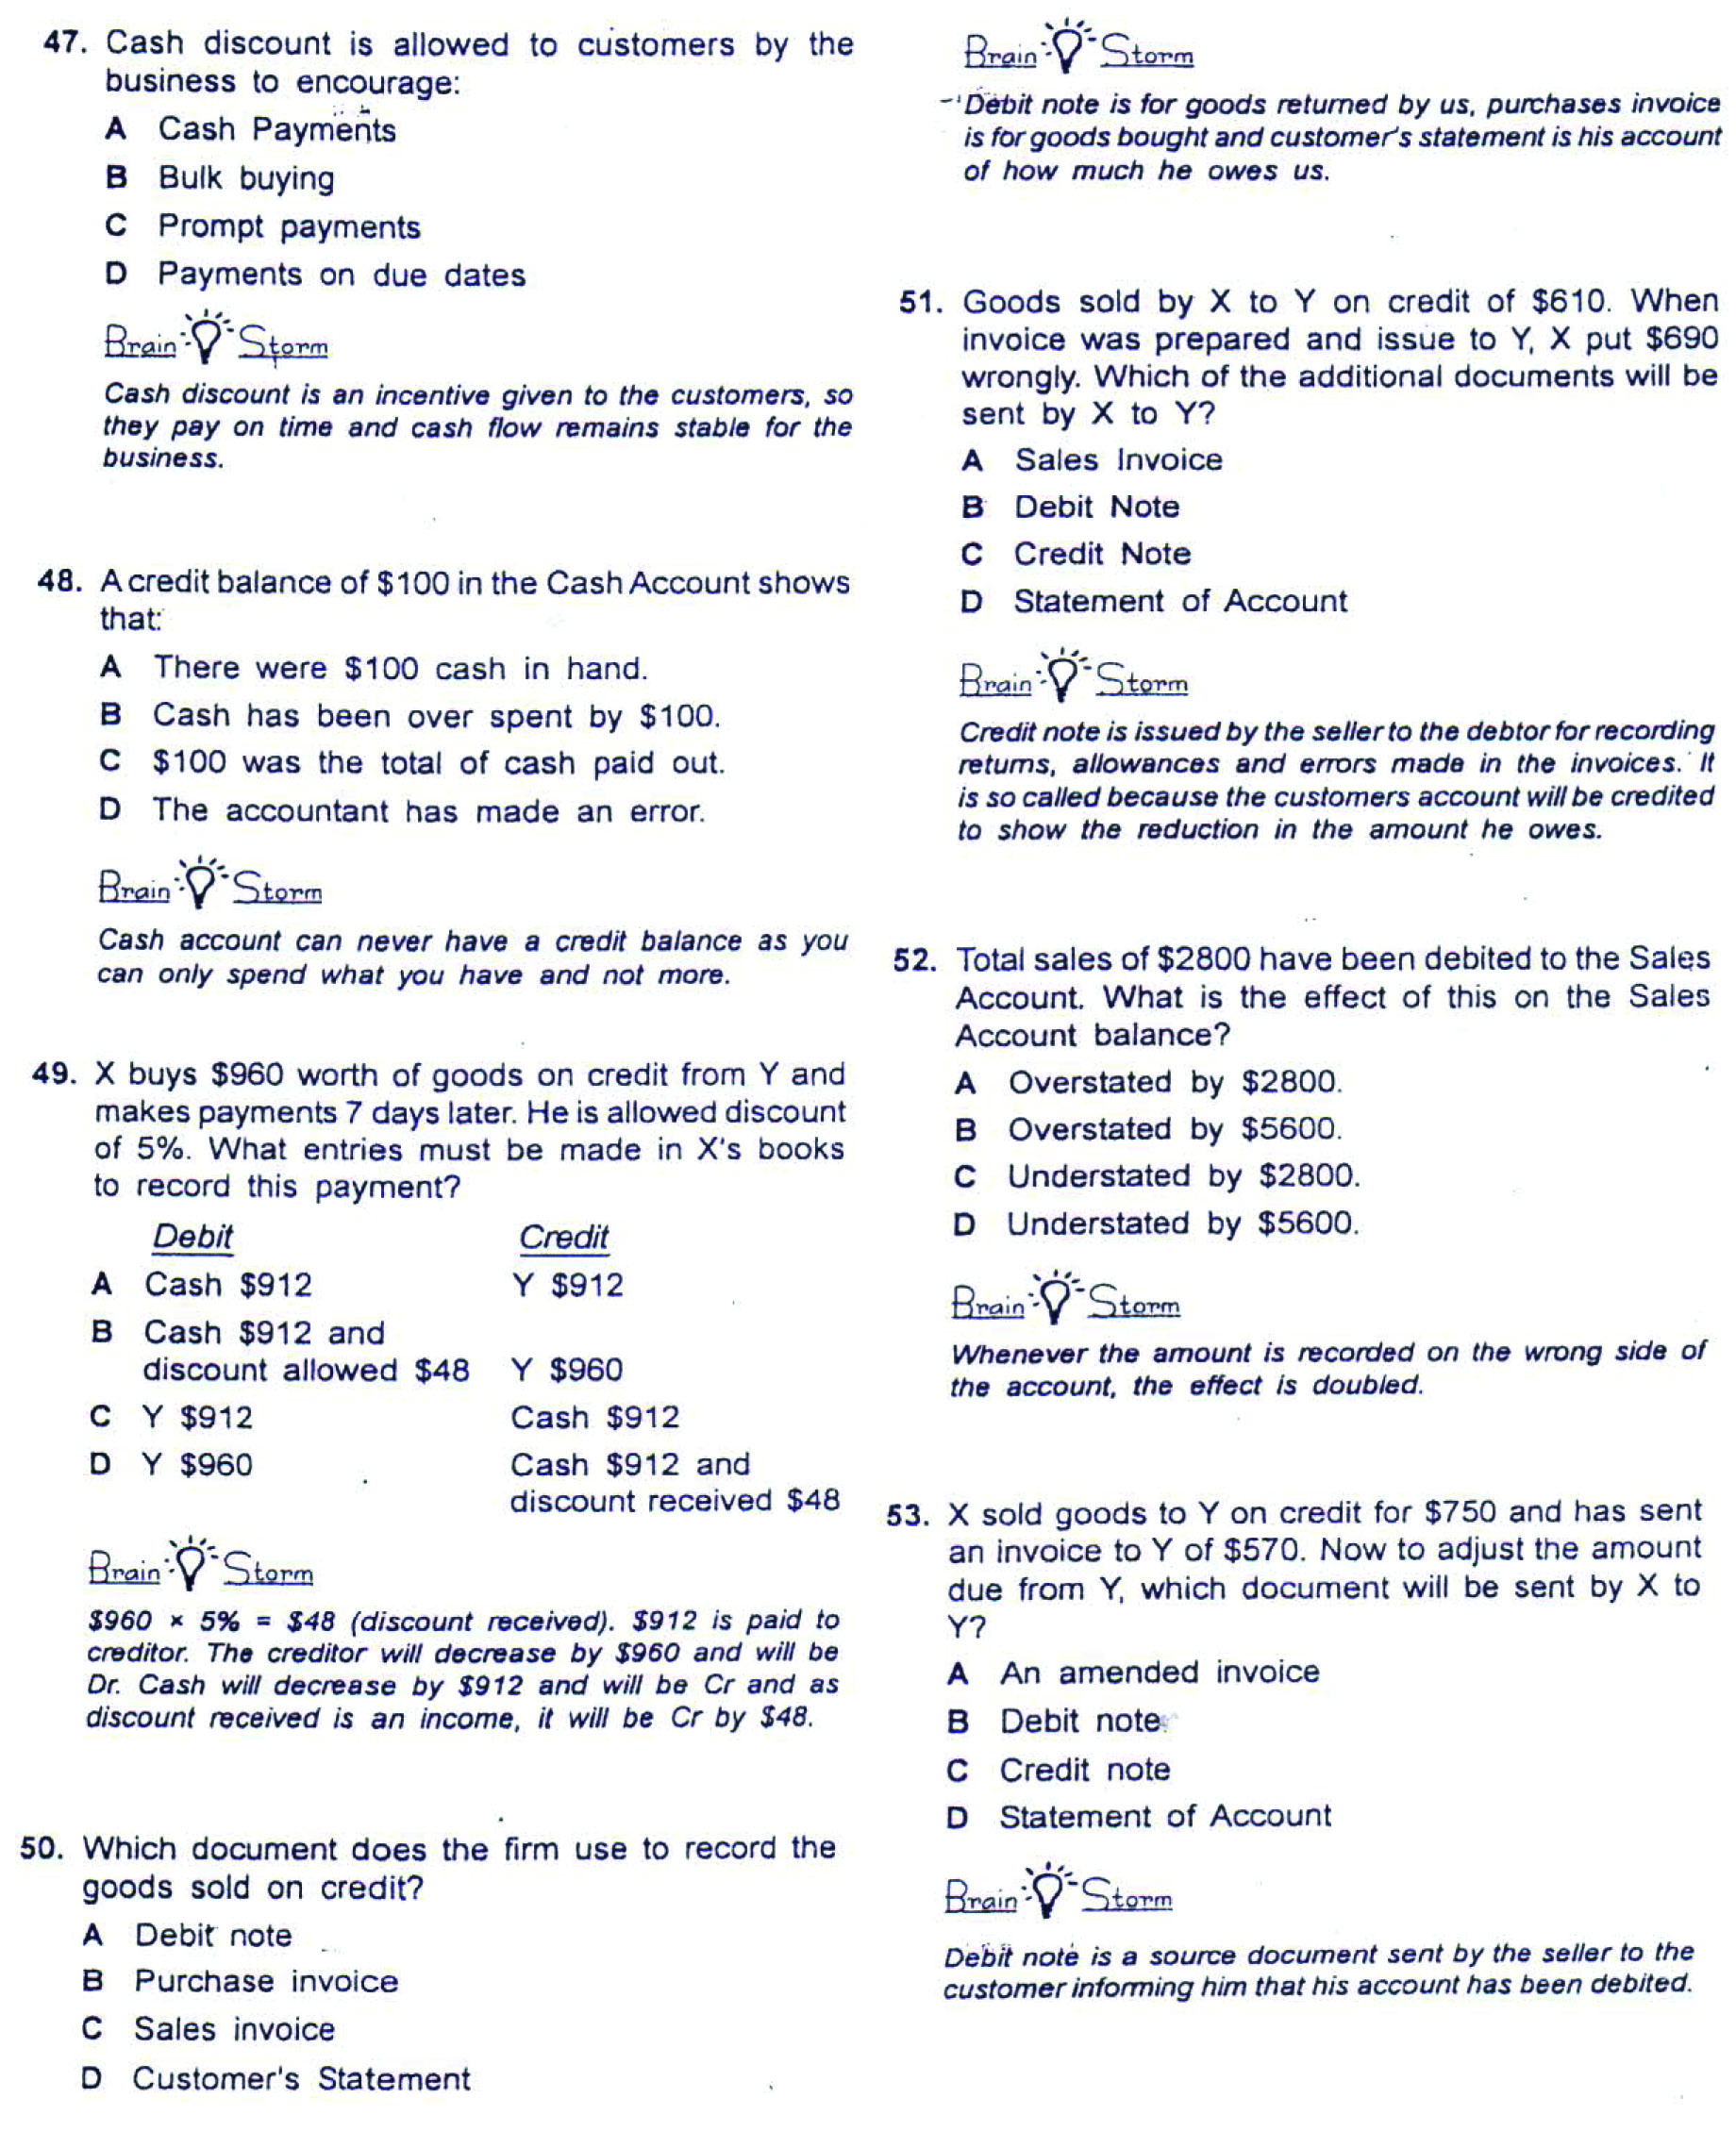 47. Cash discount is allowed to customers by the
business to encourage:
A Cash Payments
B Bulk buying
C Prompt payments
D Payments on due dates
Brain Storm
Cash discount is an incentive given to the customers, so
they pay on time and cash flow remains stable for the
business.
48. A credit balance of $100 in the Cash Account shows
that:
A There were $100 cash in hand.
B Cash has been over spent by $100.
C $100 was the total of cash paid out.
D The accountant has made an error.
Brain Storm
Cash account can never have a credit balance as you
can only spend what you have and not more.
49. X buys $960 worth of goods on credit from Y and
makes payments 7 days later. He is allowed discount
of 5%. What entries must be made in X's books
to record this payment?
Debit Credit
A Cash $912 Y $912
B Cash $912 and
discount allowed $48 Y $960
C Y $912 Cash $912
D Y $960 Cash $912 and
discount received $48
Brain Storm
$960 × 5% = $48 (discount received). $912 is paid to
creditor. The creditor will decrease by $960 and will be
Dr. Cash will decrease by $912 and will be Cr and as
discount received is an income, it will be Cr by $48.
50. Which document does the firm use to record the
goods sold on credit?
A Debit note
B Purchase invoice
C Sales invoice
D Customer's Statement
Brain Storm
Debit note is for goods returned by us, purchases invoice
is for goods bought and customer's statement is his account
of how much he owes us.
51. Goods sold by X to Y on credit of $610. When
invoice was prepared and issue to Y, X put $690
wrongly. Which of the additional documents will be
sent by X to Y?
A Sales Invoice
B Debit Note
C Credit Note
D Statement of Account
Brain Storm
Credit note is issued by the seller to the debtor for recording
returns, allowances and errors made in the invoices. It
is so called because the customers account will be credited
to show the reduction in the amount he owes.
52. Total sales of $2800 have been debited to the Sales
Account. What is the effect of this on the Sales
Account balance?
A Overstated by $2800.
B Overstated by $5600.
C Understated by $2800.
D Understated by $5600.
Brain Storm
Whenever the amount is recorded on the wrong side of
the account, the effect is doubled.
53. X sold goods to Y on credit for $750 and has sent
an invoice to Y of $570. Now to adjust the amount
due from Y, which document will be sent by X to
Y?
A An amended invoice
B Debit note
C Credit note
D Statement of Account
Brain Storm
Debit note is a source document sent by the seller to the
customer informing him that his account has been debited.